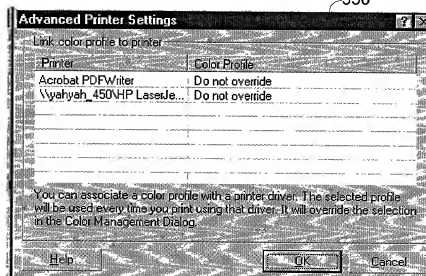 Advanced Printer Settings
Link color profile to printer
Printer Color Profile
Acrobat PDFWriter Do not override
\\yahyah_450\HP LaserJe... Do not override
You can associate a color profile with a printer driver. The selected profile
will be used every time you print using that driver. It will override the selection
in the Color Management Dialog.
Help OK Cancel